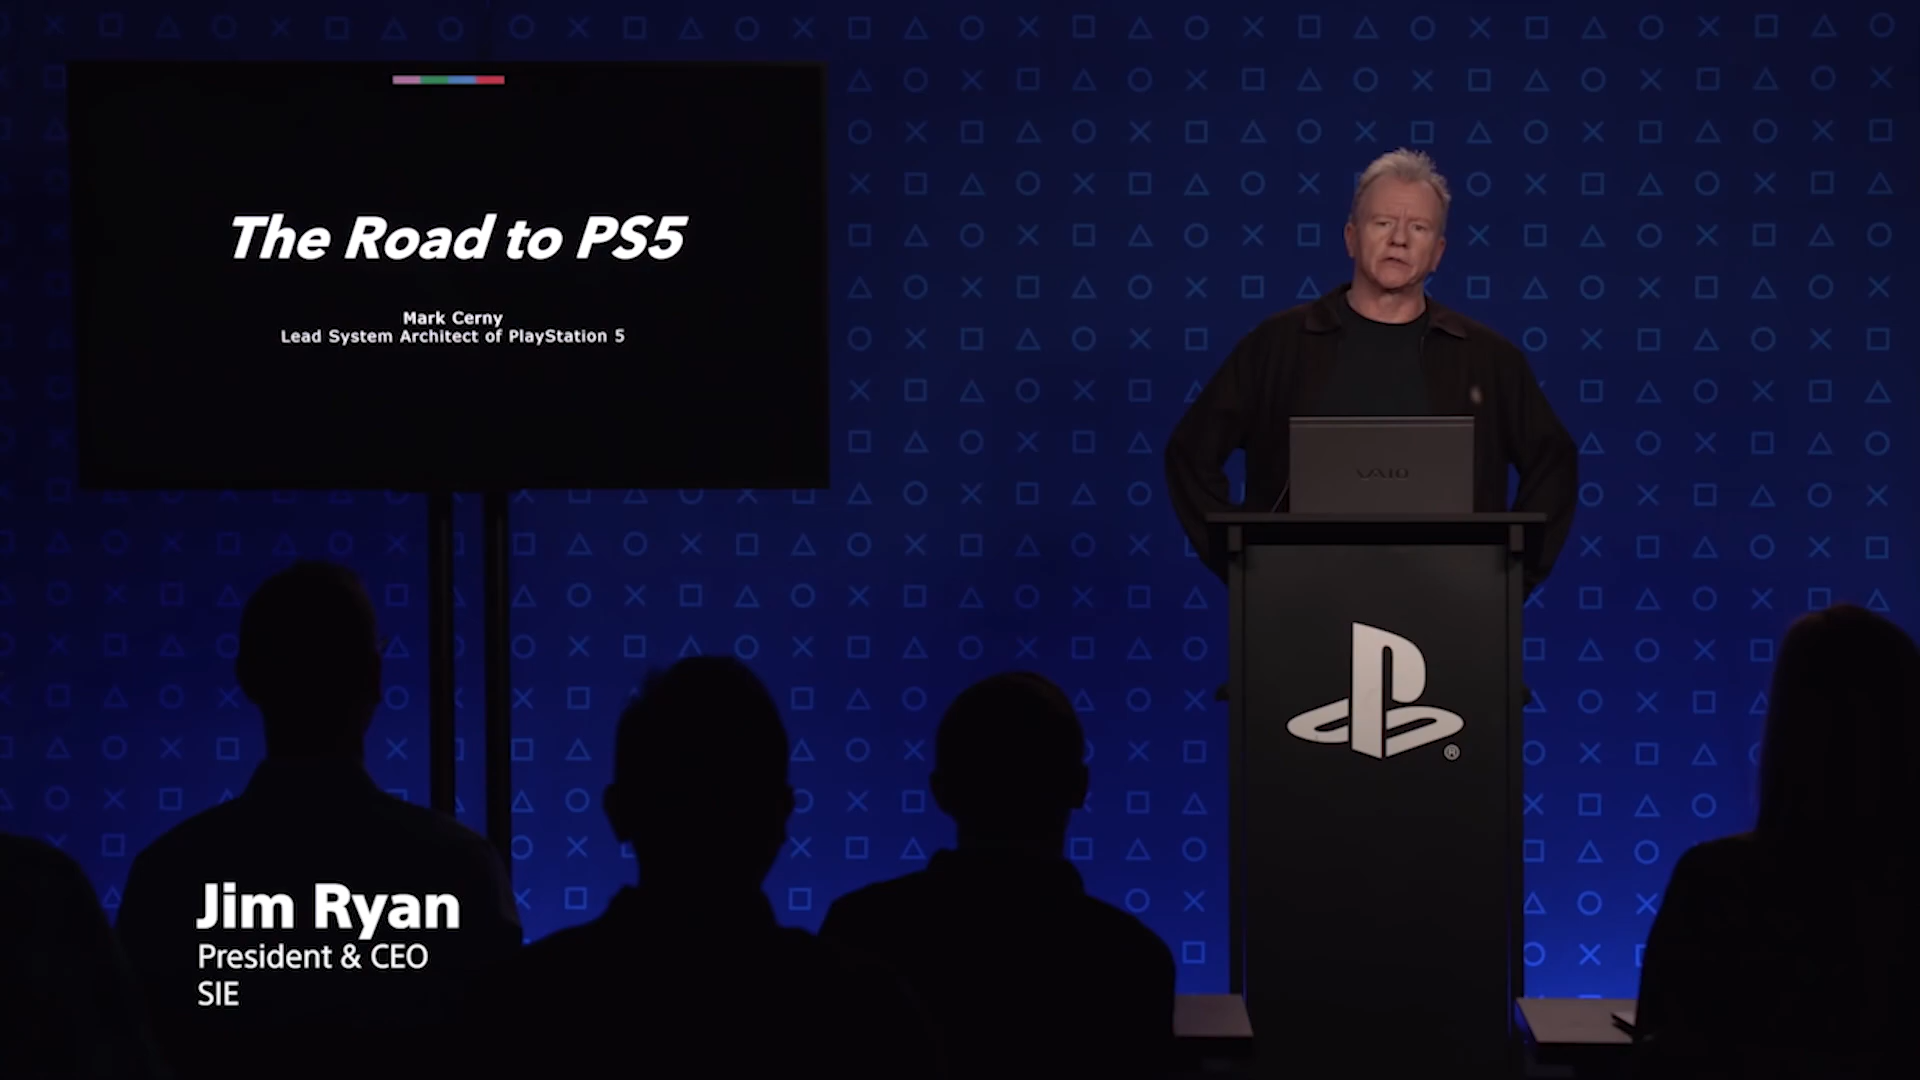 The Road to PS5
Mark Cerny
Lead System Architect of PlayStation 5
VAIO
®
Jim Ryan
President & CEO
SIE